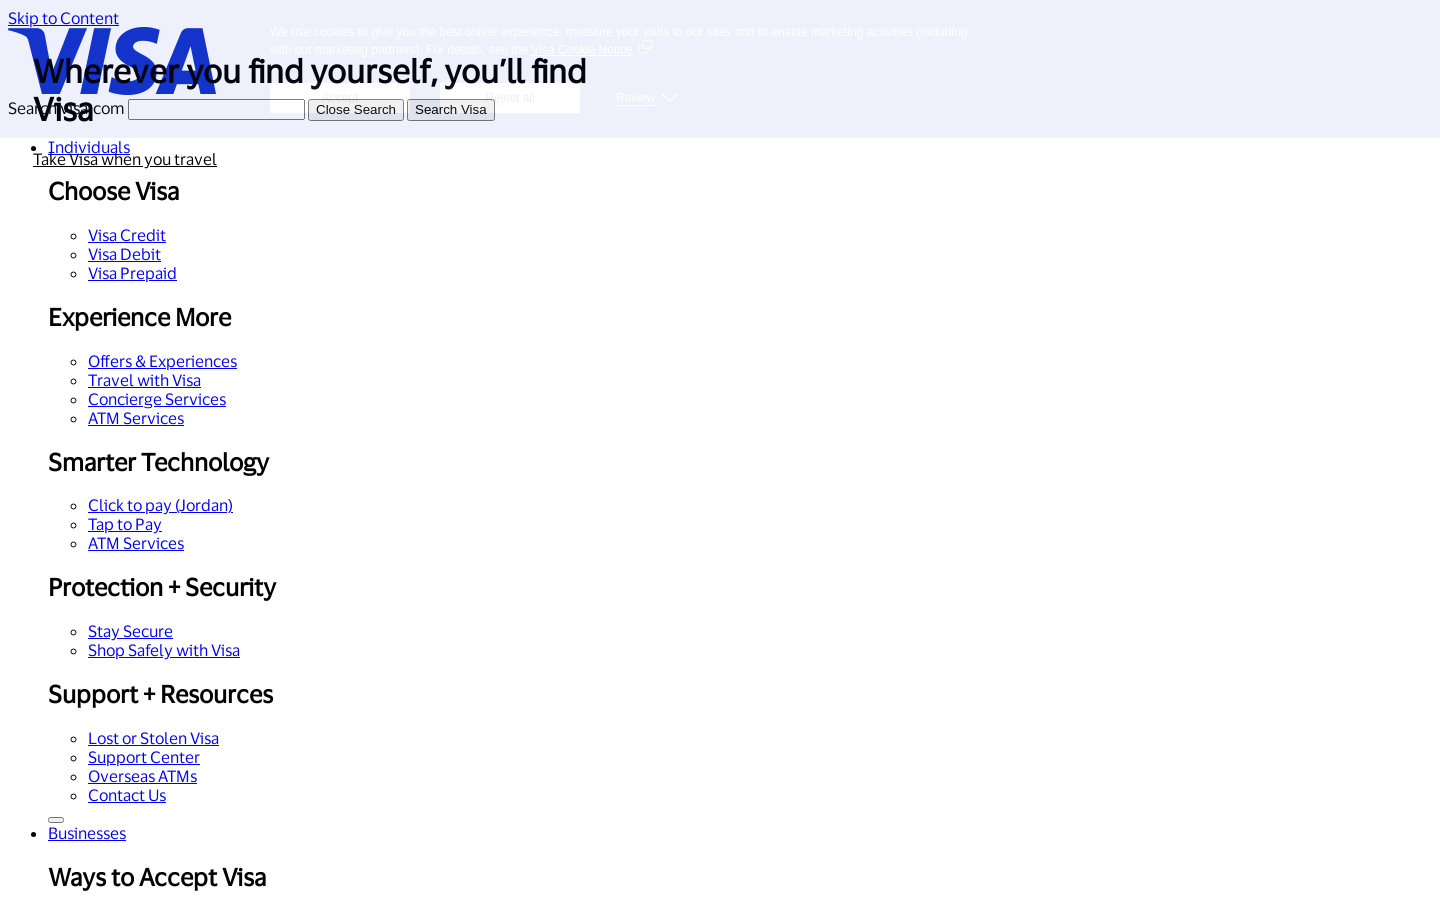 Skip to Content
VISA
We use cookies to give you the best online experience, measure your visits to our sites and to enable marketing activities (including
with our marketing partners). For details, see the Visa Cookie Notice
Wherever you find yourself, you’ll find
Visa
Accept
Reject all
Review
Search Visa.com
Close Search
Search Visa
Individuals
Take Visa when you travel
Choose Visa
Visa Credit
Visa Debit
Visa Prepaid
Experience More
Offers & Experiences
Travel with Visa
Concierge Services
ATM Services
Smarter Technology
Click to pay (Jordan)
Tap to Pay
ATM Services
Protection + Security
Stay Secure
Shop Safely with Visa
Support + Resources
Lost or Stolen Visa
Support Center
Overseas ATMs
Contact Us
Businesses
Ways to Accept Visa